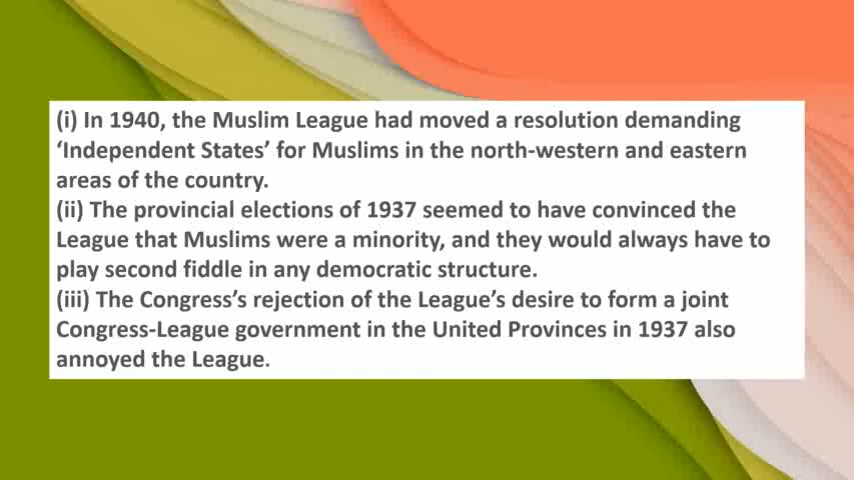 (i) In 1940, the Muslim League had moved a resolution demanding
‘Independent States’ for Muslims in the north-western and eastern
areas of the country.
(ii) The provincial elections of 1937 seemed to have convinced the
League that Muslims were a minority, and they would always have to
play second fiddle in any democratic structure.
(iii) The Congress’s rejection of the League’s desire to form a joint
Congress-League government in the United Provinces in 1937 also
annoyed the League.